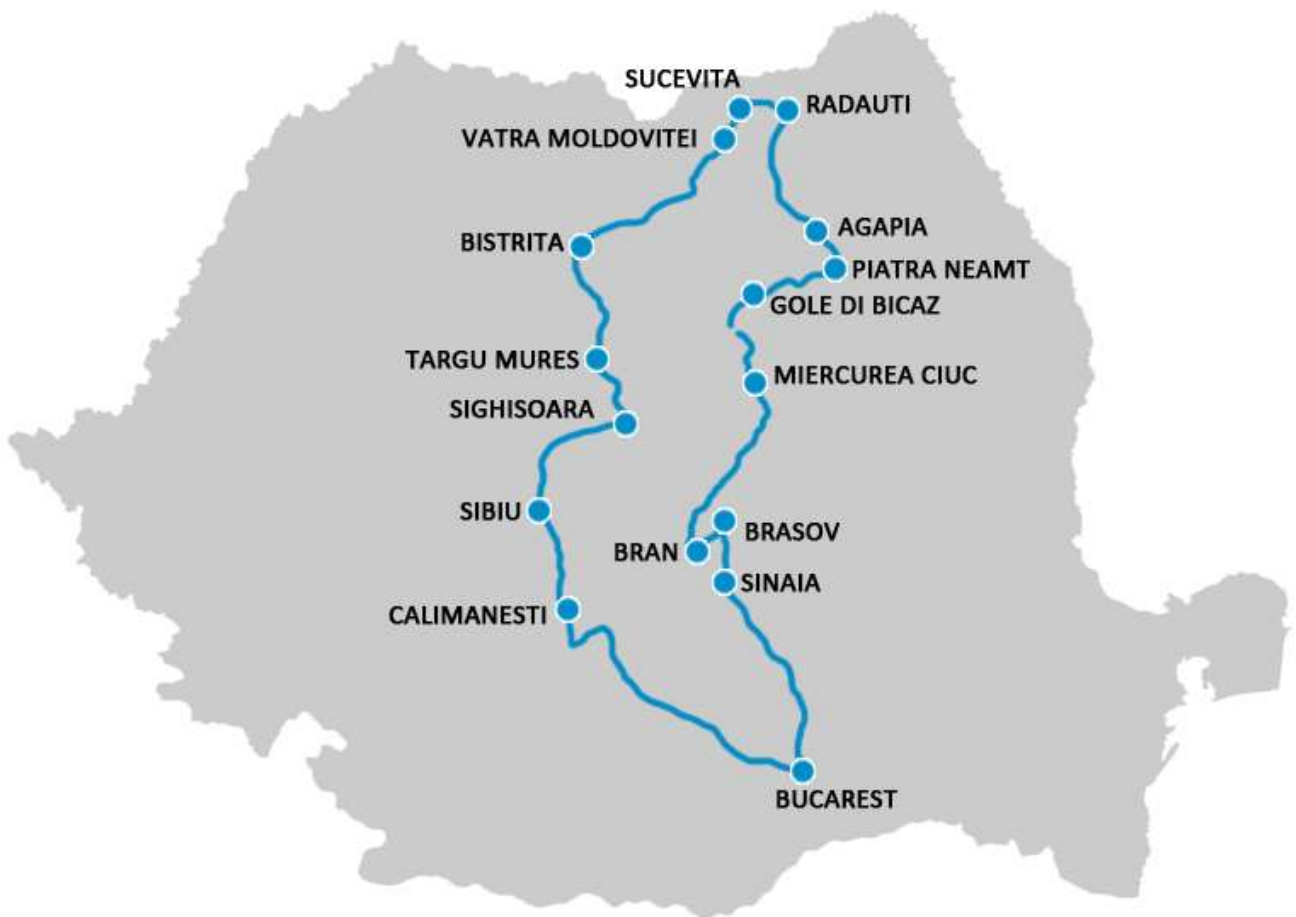 SUCEVITA
RADAUTI
VATRA MOLDOVITEI
AGAPIA
BISTRITA
PIATRA NEAMT
GOLE DI BICAZ
TARGU MURES
MIERCUREA CIUC
SIGHISOARA
SIBIU
BRASOV
BRAN
SINAIA
CALIMANESTI
BUCAREST